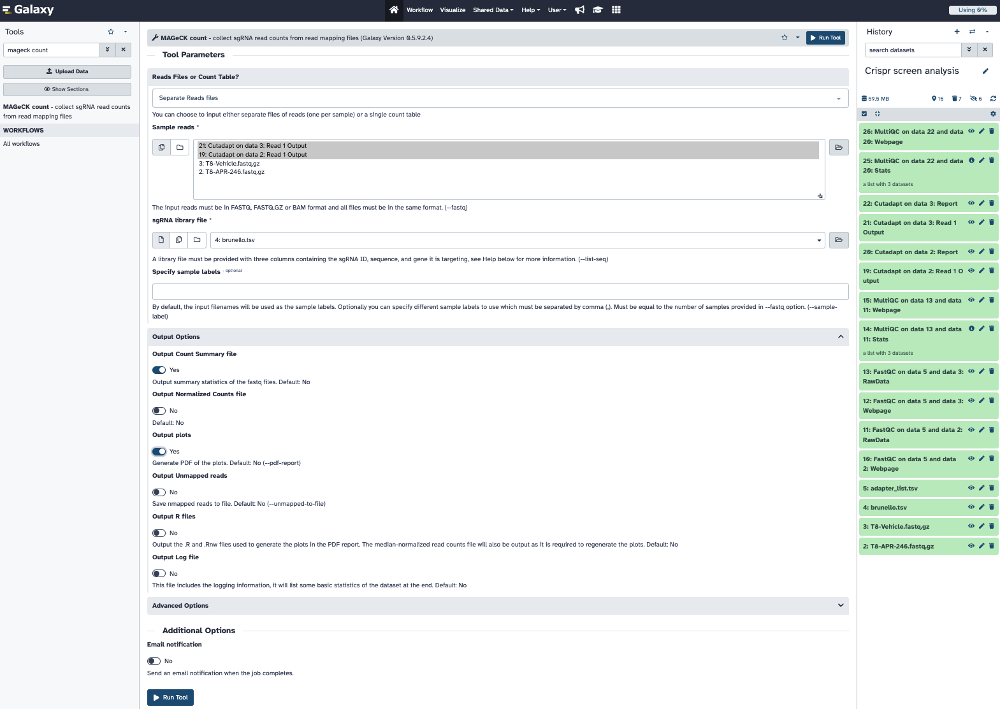 Galaxy
Workflow Visualize Shared Data Help User
Using 0%
Tools
mageck count
Upload Data
Show Sections
MAGeCK count - collect sgRNA read counts
from read mapping files
WORKFLOWS
All workflows
MAGeCK count - collect sgRNA read counts from read mapping files (Galaxy Version 0.5.9.2.4)
Run Tool
Tool Parameters
Reads Files or Count Table?
Separate Reads files
You can choose to input either separate files of reads (one per sample) or a single count table
Sample reads *
21: Cutadapt on data 3: Read 1 Output
19: Cutadapt on data 2: Read 1 Output
3: T8-Vehicle.fastq.gz
2: T8-APR-246.fastq.gz
The input reads must be in FASTQ, FASTQ.GZ or BAM format and all files must be in the same format. (--fastq)
sgRNA library file *
4: brunello.tsv
A library file must be provided with three columns containing the sgRNA ID, sequence, and gene it is targeting, see Help below for more information. (--list-seq)
Specify sample labels - optional
By default, the input filenames will be used as the sample labels. Optionally you can specify different sample labels to use which must be separated by comma (,). Must be equal to the number of samples provided in --fastq option. (--sample-
label)
Output Options
Output Count Summary file
Yes
Output summary statistics of the fastq files. Default: No
Output Normalized Counts file
No
Default: No
Output plots
Yes
Generate PDF of the plots. Default: No (--pdf-report)
Output Unmapped reads
No
Save nmapped reads to file. Default: No (--unmapped-to-file)
Output R files
No
Output the .R and .Rnw files used to generate the plots in the PDF report. The median-normalized read counts file will also be output as it is required to regenerate the plots. Default: No
Output Log file
No
This file includes the logging information, it will list some basic statistics of the dataset at the end. Default: No
Advanced Options
Additional Options
Email notification
No
Send an email notification when the job completes.
Run Tool
History
search datasets
Crispr screen analysis
59.5 MB 16 7 6
26: MultiQC on data 22 and data
20: Webpage
25: MultiQC on data 22 and data
20: Stats
a list with 3 datasets
22: Cutadapt on data 3: Report
21: Cutadapt on data 3: Read 1
Output
20: Cutadapt on data 2: Report
19: Cutadapt on data 2: Read 1 O
utput
15: MultiQC on data 13 and data
11: Webpage
14: MultiQC on data 13 and data
11: Stats
a list with 3 datasets
13: FastQC on data 5 and data 3:
RawData
12: FastQC on data 5 and data 3:
Webpage
11: FastQC on data 5 and data 2:
RawData
10: FastQC on data 5 and data
2: Webpage
5: adapter_list.tsv
4: brunello.tsv
3: T8-Vehicle.fastq.gz
2: T8-APR-246.fastq.gz